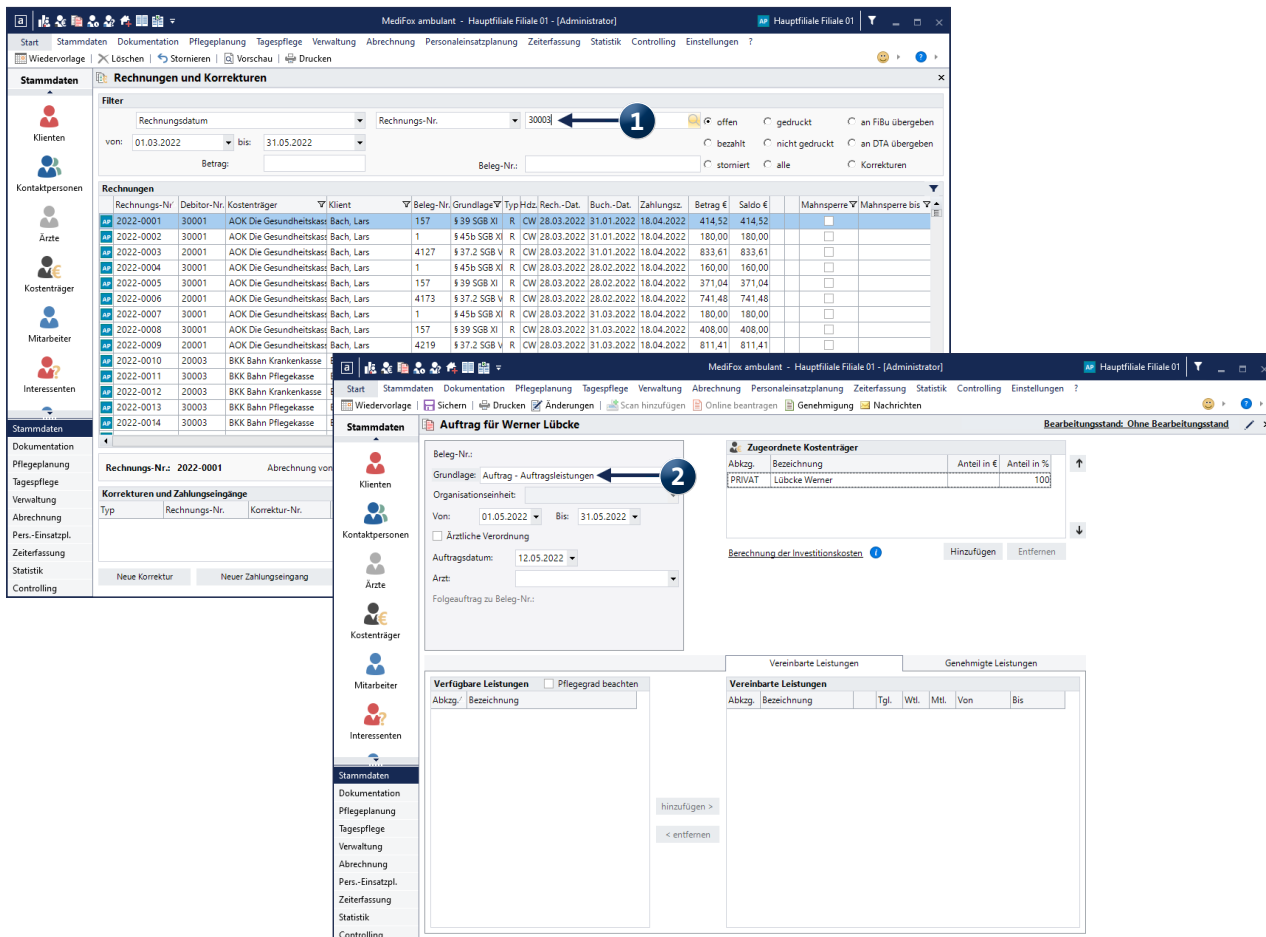 a MediFox ambulant - Hauptfiliale Filiale 01 - [Administrator] AP Hauptfiliale Filiale 01
Start Stammdaten Dokumentation Pflegeplanung Tagespflege Verwaltung Abrechnung Personaleinsatzplanung Zeiterfassung Statistik Controlling Einstellungen ?
Wiedervorlage Löschen Stornieren Vorschau Drucken ?
Stammdaten
Klienten
Kontaktpersonen
Ärzte
Kostenträger
Mitarbeiter
Interessenten
Stammdaten
Dokumentation
Pflegeplanung
Tagespflege
Verwaltung
Abrechnung
Pers.-Einsatzpl.
Zeiterfassung
Statistik
Controlling
Rechnungen und Korrekturen
Filter
Rechnungsdatum Rechnungs-Nr. 30003 1 offen gedruckt an FiBu übergeben
von: 01.03.2022 bis: 31.05.2022 bezahlt nicht gedruckt an DTA übergeben
Betrag: Beleg-Nr.: storniert alle Korrekturen
Rechnungen
Rechnungs-Nr Debitor-Nr. Kostenträger Klient Beleg-Nr. Grundlage Typ Hdz. Rech.-Dat. Buch.-Dat. Zahlungsz. Betrag € Saldo € Mahnsperre Mahnsperre bis
AP 2022-0001 30001 AOK Die Gesundheitskass Bach, Lars 157 § 39 SGB XI R CW 28.03.2022 31.01.2022 18.04.2022 414,52 414,52
AP 2022-0002 30001 AOK Die Gesundheitskass Bach, Lars 1 § 45b SGB XI R CW 28.03.2022 31.01.2022 18.04.2022 180,00 180,00
AP 2022-0003 20001 AOK Die Gesundheitskass Bach, Lars 4127 § 37.2 SGB V R CW 28.03.2022 31.01.2022 18.04.2022 833,61 833,61
AP 2022-0004 30001 AOK Die Gesundheitskass Bach, Lars 1 § 45b SGB XI R CW 28.03.2022 28.02.2022 18.04.2022 160,00 160,00
AP 2022-0005 30001 AOK Die Gesundheitskass Bach, Lars 157 § 39 SGB XI R CW 28.03.2022 28.02.2022 18.04.2022 371,04 371,04
AP 2022-0006 20001 AOK Die Gesundheitskass Bach, Lars 4173 § 37.2 SGB V R CW 28.03.2022 28.02.2022 18.04.2022 741,48 741,48
AP 2022-0007 30001 AOK Die Gesundheitskass Bach, Lars 1 § 45b SGB XI R CW 28.03.2022 31.03.2022 18.04.2022 180,00 180,00
AP 2022-0008 30001 AOK Die Gesundheitskass Bach, Lars 157 § 39 SGB XI R CW 28.03.2022 31.03.2022 18.04.2022 408,00 408,00
AP 2022-0009 20001 AOK Die Gesundheitskass Bach, Lars 4219 § 37.2 SGB V R CW 28.03.2022 31.03.2022 18.04.2022 811,41 811,41
AP 2022-0010 20003 BKK Bahn Krankenkasse
AP 2022-0011 30003 BKK Bahn Pflegekasse
AP 2022-0012 20003 BKK Bahn Krankenkasse
AP 2022-0013 30003 BKK Bahn Pflegekasse
AP 2022-0014 30003 BKK Bahn Pflegekasse
Rechnungs-Nr.: 2022-0001 Abrechnung von
Korrekturen und Zahlungseingänge
Typ Rechnungs-Nr. Korrektur-Nr.
Neue Korrektur Neuer Zahlungseingang
a MediFox ambulant - Hauptfiliale Filiale 01 - [Administrator] AP Hauptfiliale Filiale 01
Start Stammdaten Dokumentation Pflegeplanung Tagespflege Verwaltung Abrechnung Personaleinsatzplanung Zeiterfassung Statistik Controlling Einstellungen ?
Wiedervorlage Sichern Drucken Änderungen Scan hinzufügen Online beantragen Genehmigung Nachrichten ?
Stammdaten
Klienten
Kontaktpersonen
Ärzte
Kostenträger
Mitarbeiter
Interessenten
Stammdaten
Dokumentation
Pflegeplanung
Tagespflege
Verwaltung
Abrechnung
Pers.-Einsatzpl.
Zeiterfassung
Statistik
Controlling
Auftrag für Werner Lübcke Bearbeitungsstand: Ohne Bearbeitungsstand
Beleg-Nr.:
Grundlage: Auftrag - Auftragsleistungen 2
Organisationseinheit:
Von: 01.05.2022 Bis: 31.05.2022
Ärztliche Verordnung
Auftragsdatum: 12.05.2022
Arzt:
Folgeauftrag zu Beleg-Nr.:
Zugeordnete Kostenträger
Abkzg. Bezeichnung Anteil in € Anteil in %
PRIVAT Lübcke Werner 100
Berechnung der Investitionskosten i Hinzufügen Entfernen
Vereinbarte Leistungen Genehmigte Leistungen
Verfügbare Leistungen Pflegegrad beachten
Abkzg. Bezeichnung
hinzufügen >
< entfernen
Vereinbarte Leistungen
Abkzg. Bezeichnung Tgl. Wtl. Mtl. Von Bis